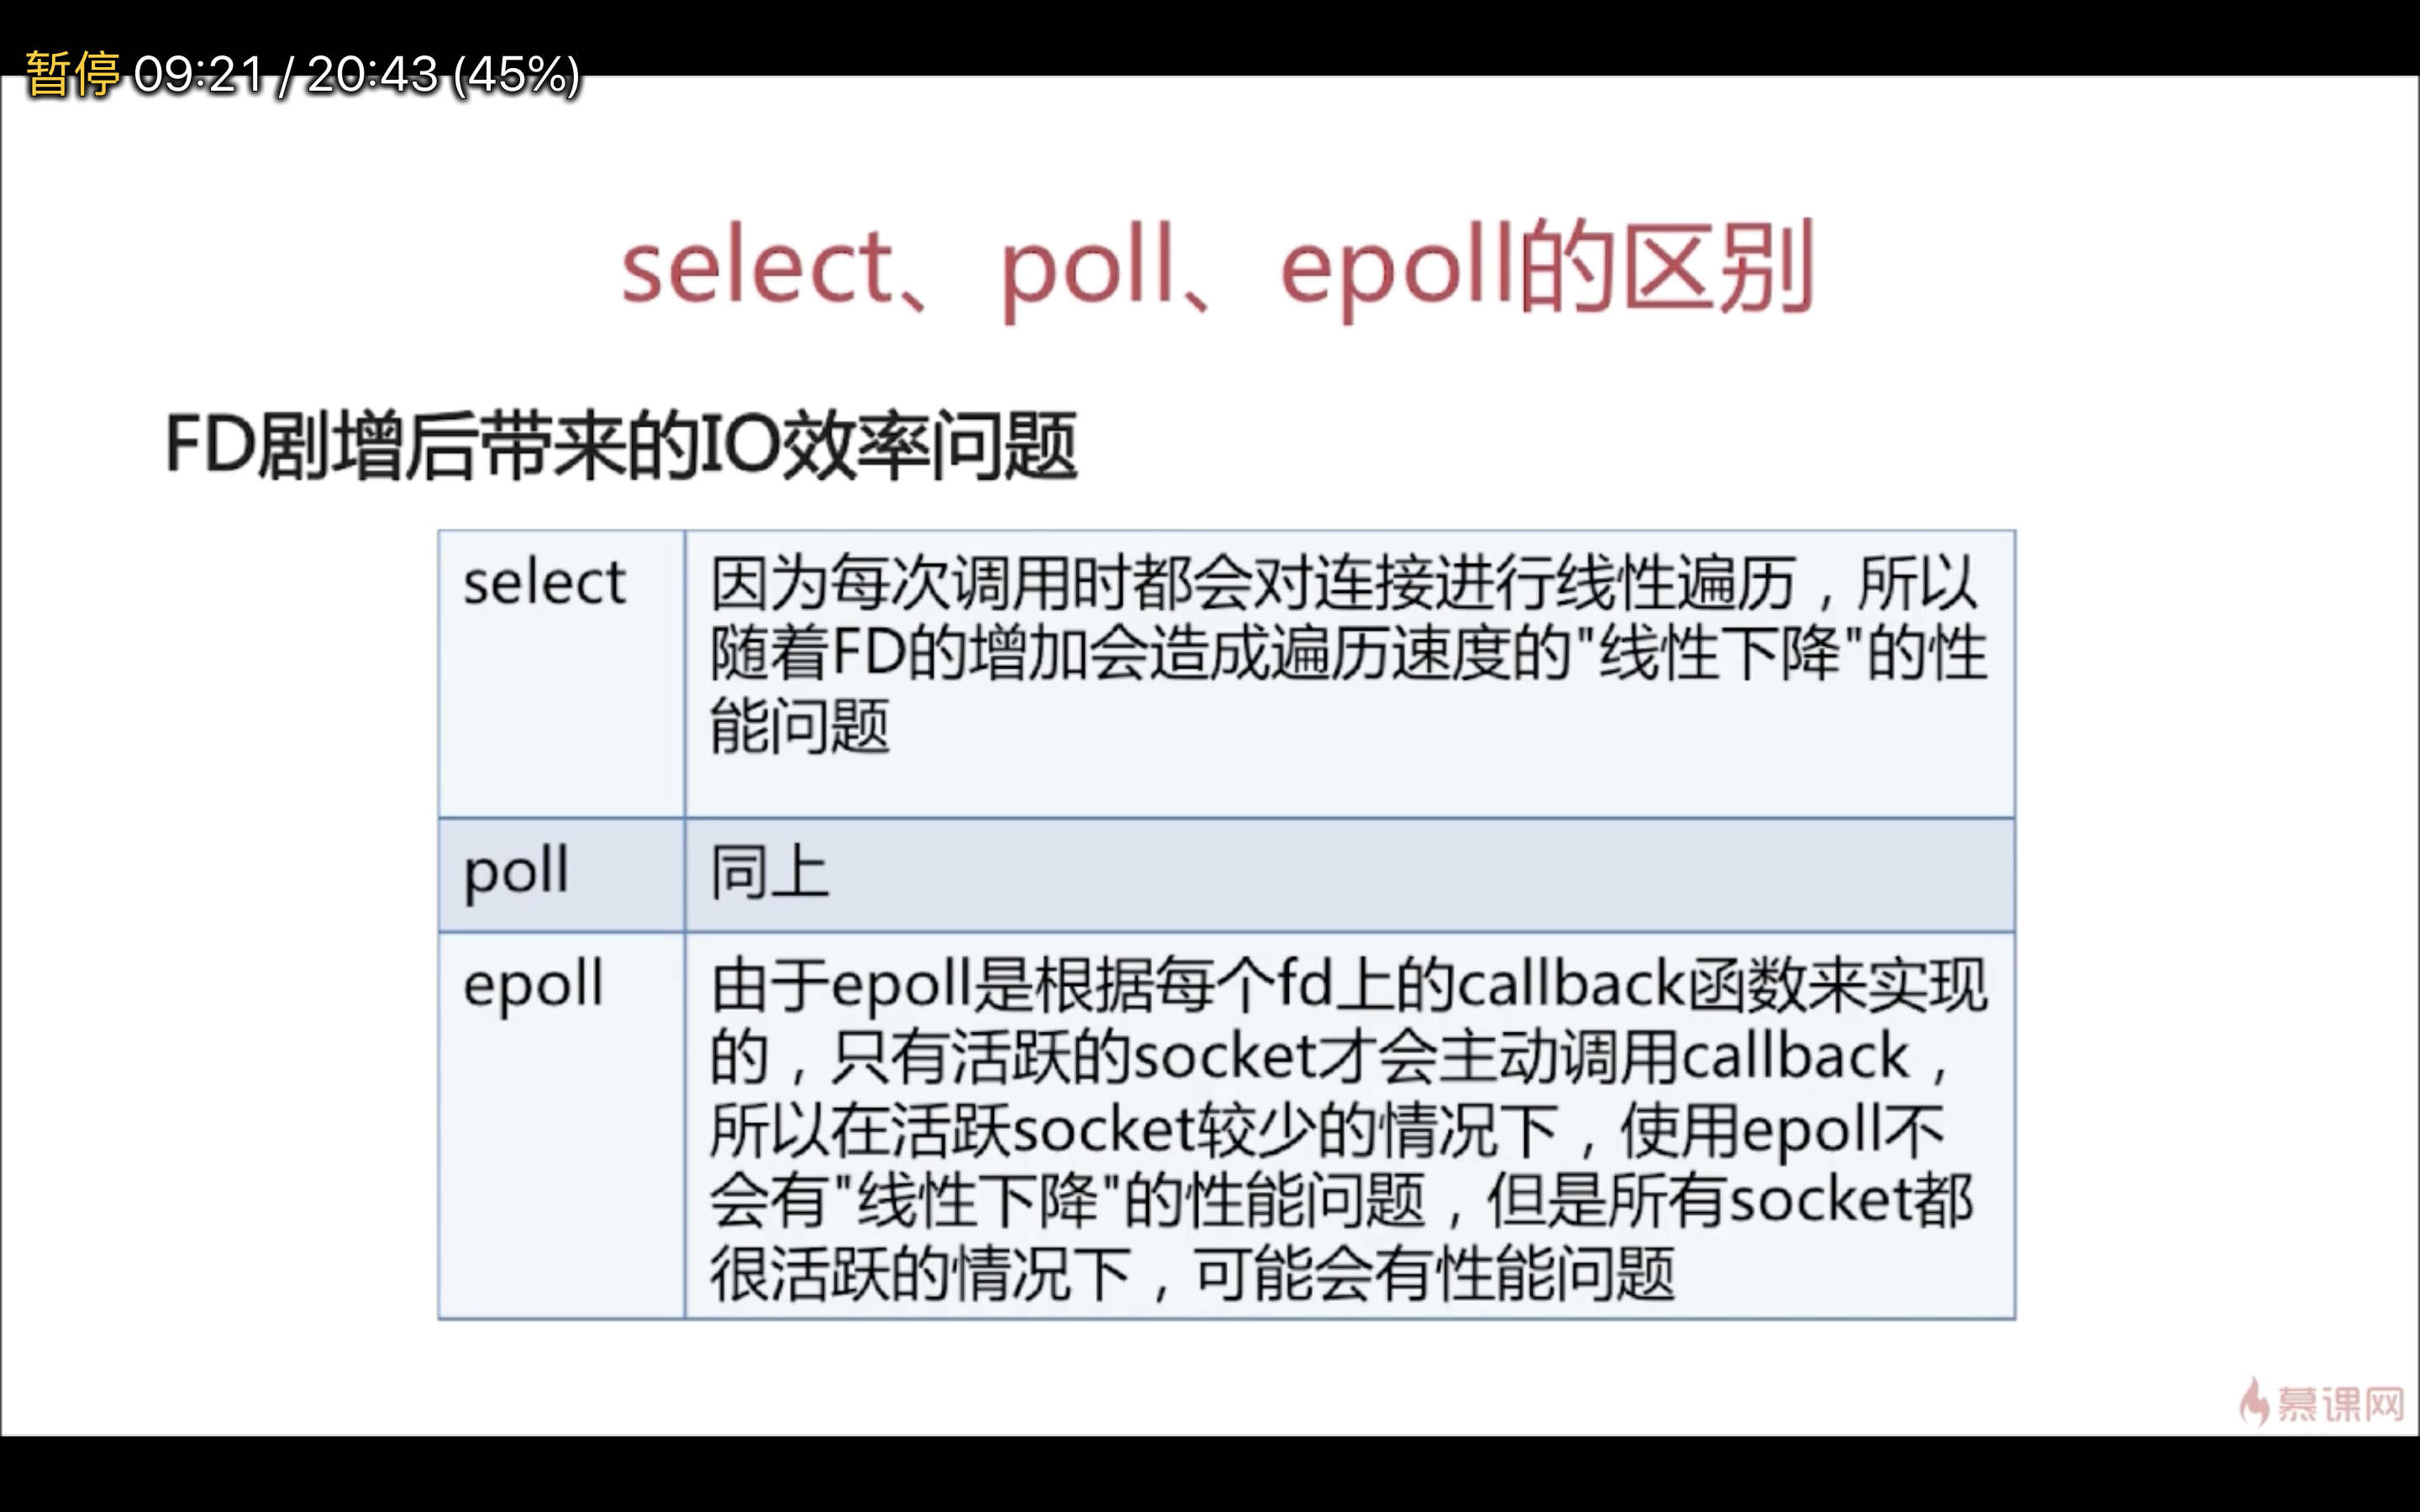 暂停 09:21 / 20:43 (45%)
select、poll、epoll的区别
FD剧增后带来的IO效率问题
select
因为每次调用时都会对连接进行线性遍历，所以
随着FD的增加会造成遍历速度的"线性下降"的性
能问题
poll
同上
epoll
由于epoll是根据每个fd上的callback函数来实现
的，只有活跃的socket才会主动调用callback，
所以在活跃socket较少的情况下，使用epoll不
会有"线性下降"的性能问题，但是所有socket都
很活跃的情况下，可能会有性能问题
慕课网